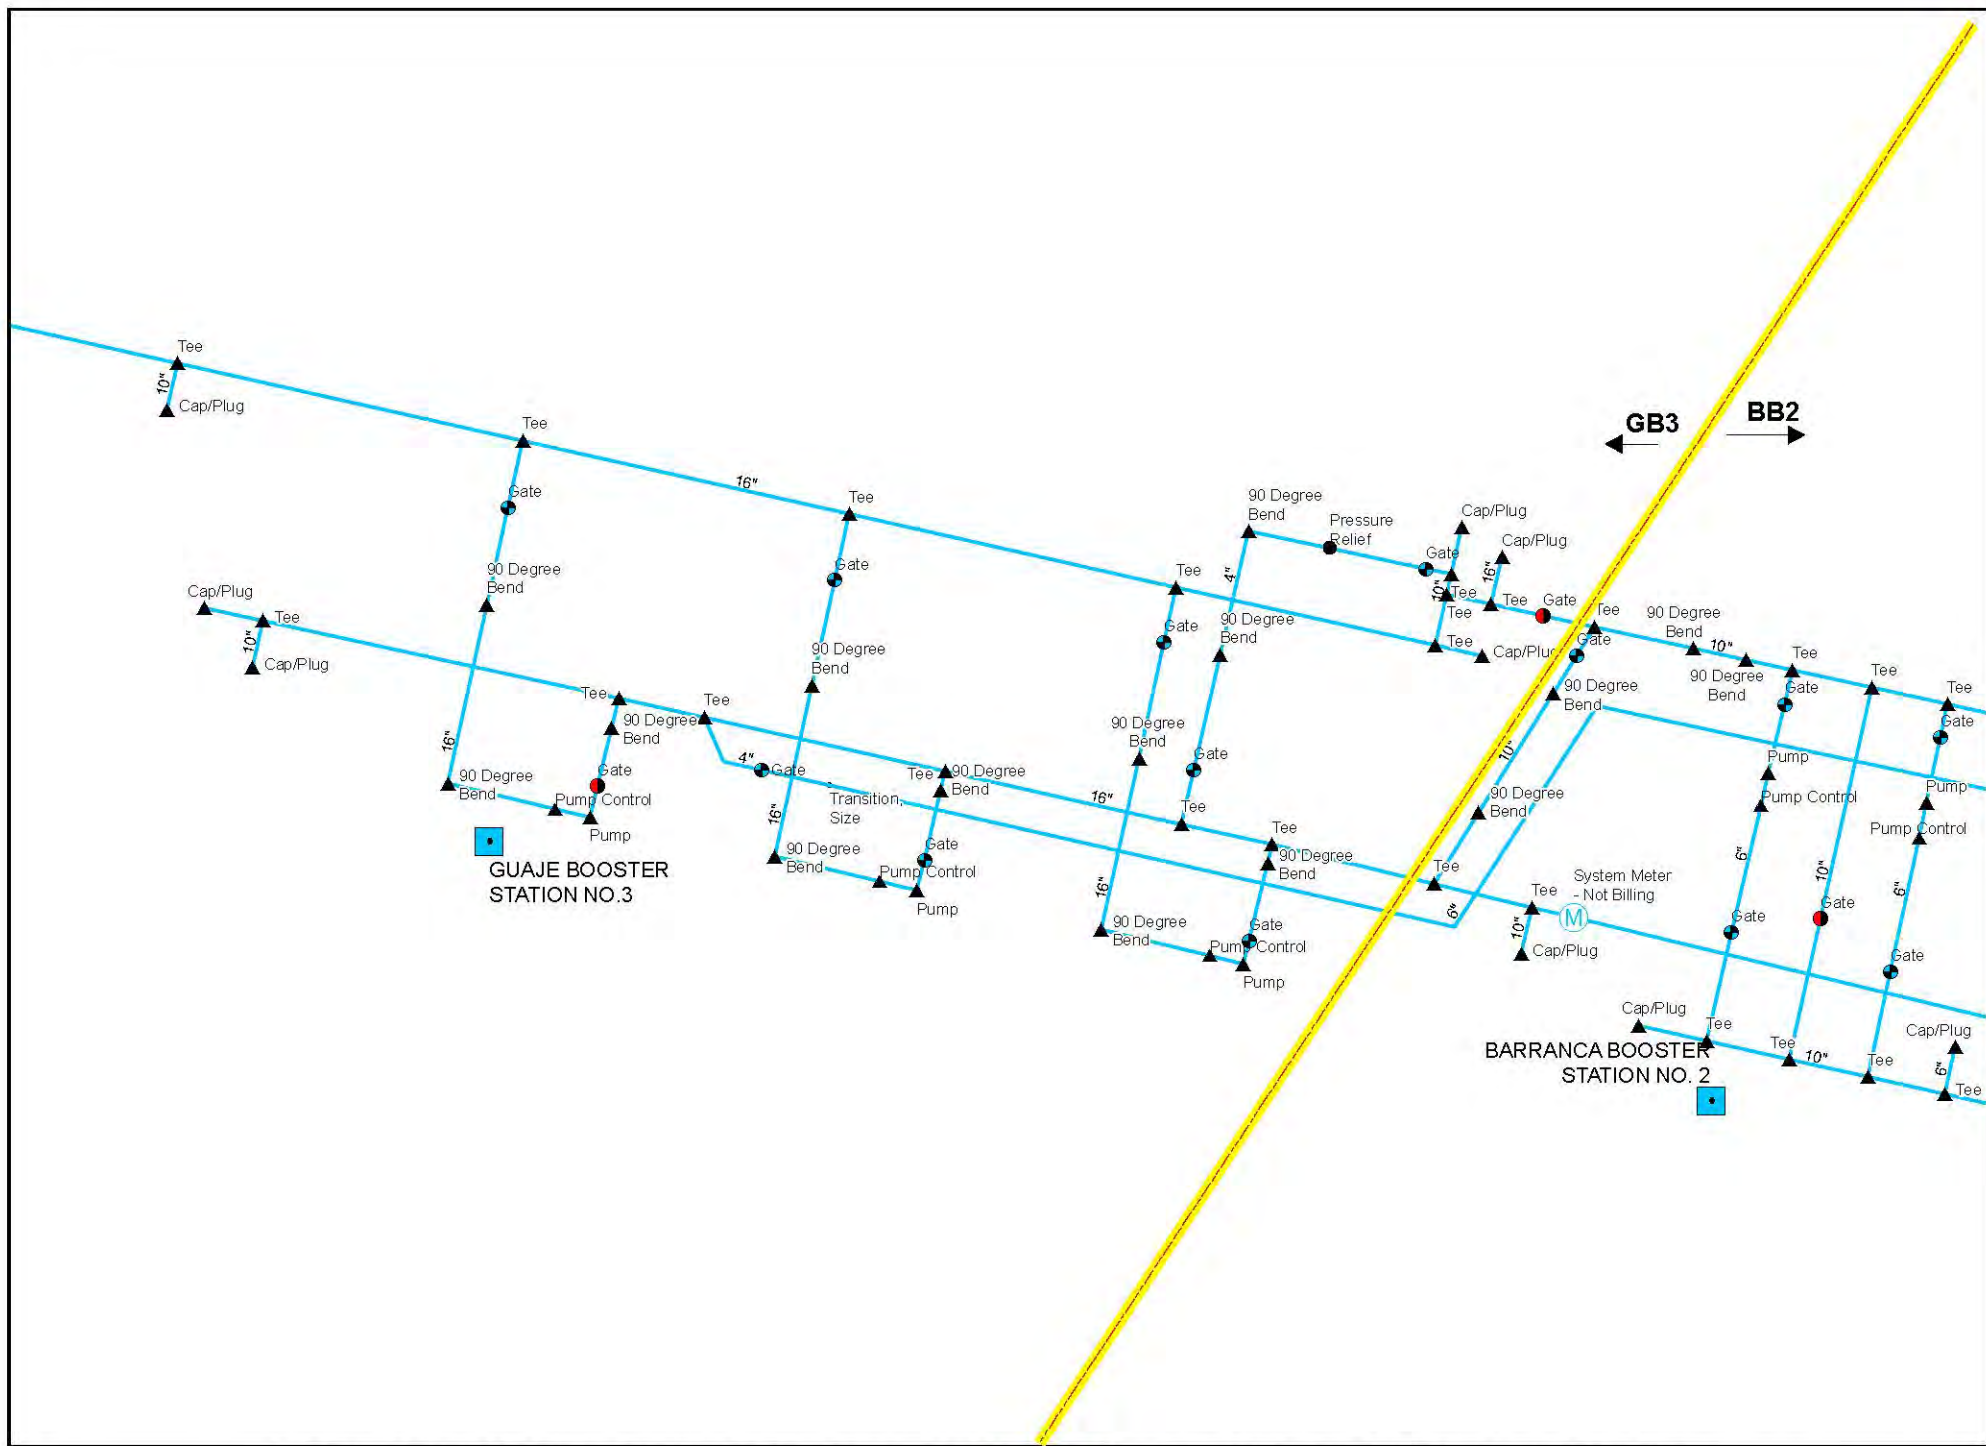 GB3
BB2
Tee
10"
Cap/Plug
Tee
16"
Tee
Gate
90 Degree
Bend
Pressure
Relief
Cap/Plug
Gate
Cap/Plug
16"
10"
Tee
Tee
Tee
Gate
Tee
Gate
90 Degree
Bend
10"
90 Degree
Bend
Tee
Gate
Tee
Tee
Gate
Tee
Cap/Plug
Tee
Gate
4"
90 Degree
Bend
Gate
90 Degree
Bend
Cap/Plug
Tee
10"
Cap/Plug
90 Degree
Bend
Tee
90 Degree
Bend
Tee
16"
90 Degree
Bend
Gate
Pump Control
Pump
GUAJE BOOSTER
STATION NO.3
4"
Gate
Transition,
Size
Tee
90 Degree
Bend
16"
90 Degree
Bend
Gate
Pump Control
Pump
16"
90 Degree
Bend
Gate
Tee
Tee
90 Degree
Bend
16"
90 Degree
Bend
Gate
Pump Control
Pump
90 Degree
Bend
10"
90 Degree
Bend
Tee
6"
Tee
10"
Cap/Plug
System Meter
- Not Billing
M
Pump
Pump Control
6"
Gate
10"
Gate
Pump
Pump Control
6"
Gate
Cap/Plug
Tee
Tee
10"
Tee
Cap/Plug
6"
Tee
BARRANCA BOOSTER
STATION NO. 2